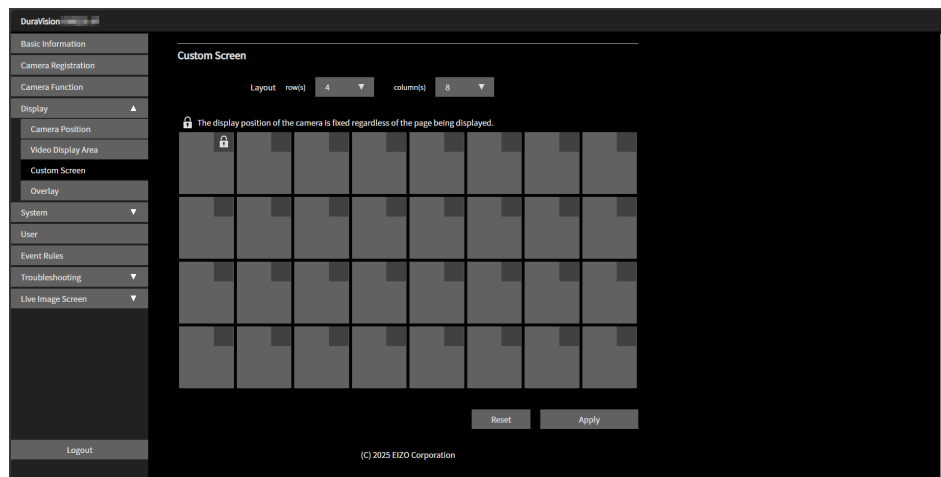 DuraVision
Basic Information
Camera Registration
Camera Function
Display ▲
Camera Position
Video Display Area
Custom Screen
Overlay
System ▼
User
Event Rules
Troubleshooting ▼
Live Image Screen ▼
Logout
Custom Screen
Layout row(s) 4 ▼ column(s) 8 ▼
The display position of the camera is fixed regardless of the page being displayed.
Reset Apply
(C) 2025 EIZO Corporation